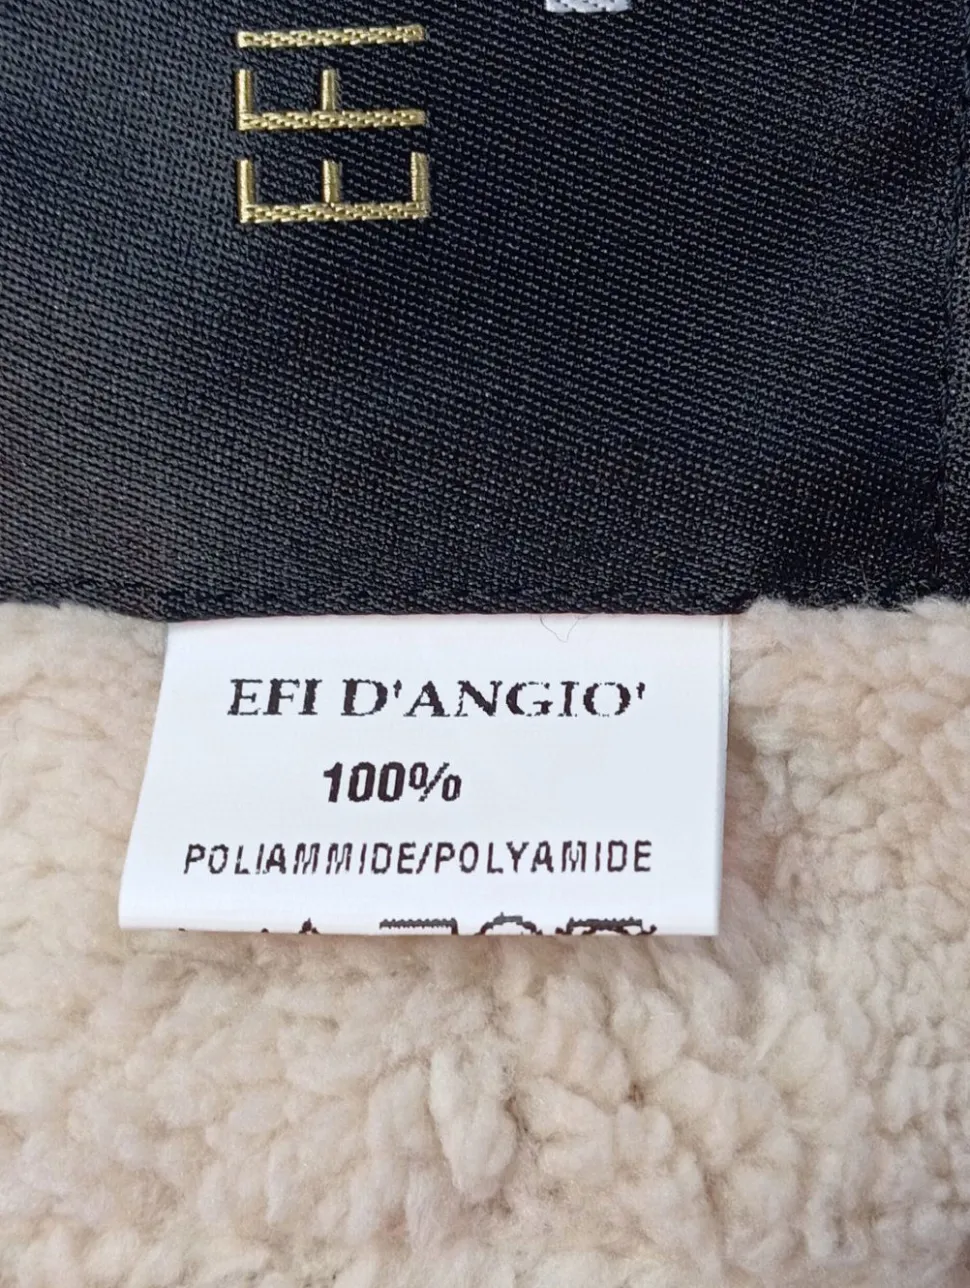 EFI
EFI D'ANGIO'
100%
POLIAMMIDE/POLYAMIDE